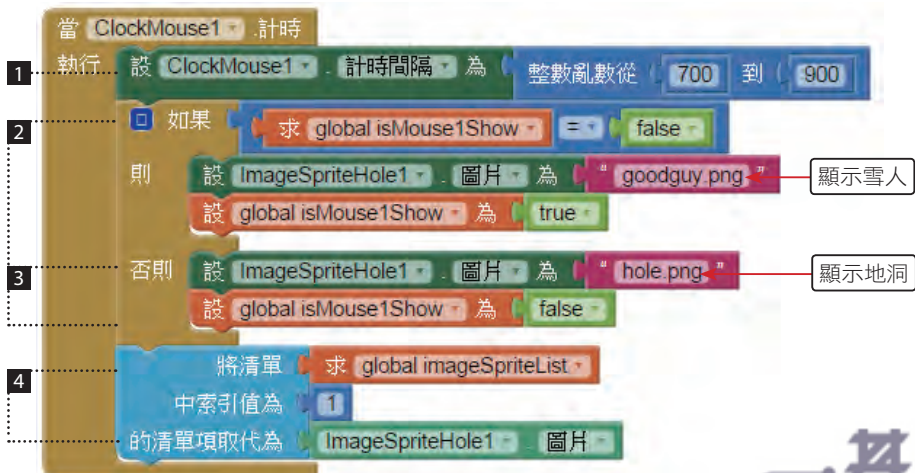 當 ClockMouse1 .計時
執行 設 ClockMouse1 . 計時間隔 為 整數亂數從 700 到 900
1
如果 求 global isMouse1Show = false
2
則 設 ImageSpriteHole1 . 圖片 為 " goodguy.png " 顯示雪人
設 global isMouse1Show 為 true
否則 設 ImageSpriteHole1 . 圖片 為 " hole.png " 顯示地洞
3
設 global isMouse1Show 為 false
將清單 求 global imageSpriteList
4
中索引值為 1
的清單項取代為 ImageSpriteHole1 . 圖片